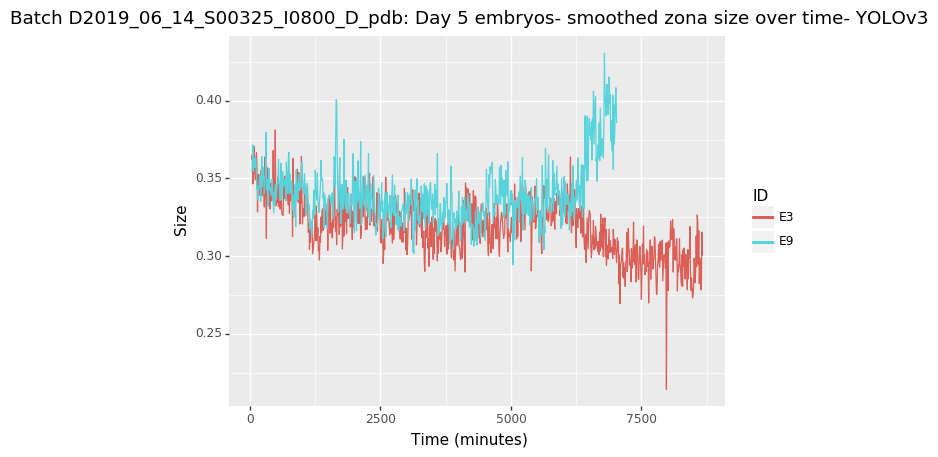 Batch D2019_06_14_S00325_I0800_D_pdb: Day 5 embryos- smoothed zona size over time- YOLOv3
0.40
0.35
0.30
0.25
Size
0
2500
5000
7500
Time (minutes)
ID
E3
E9